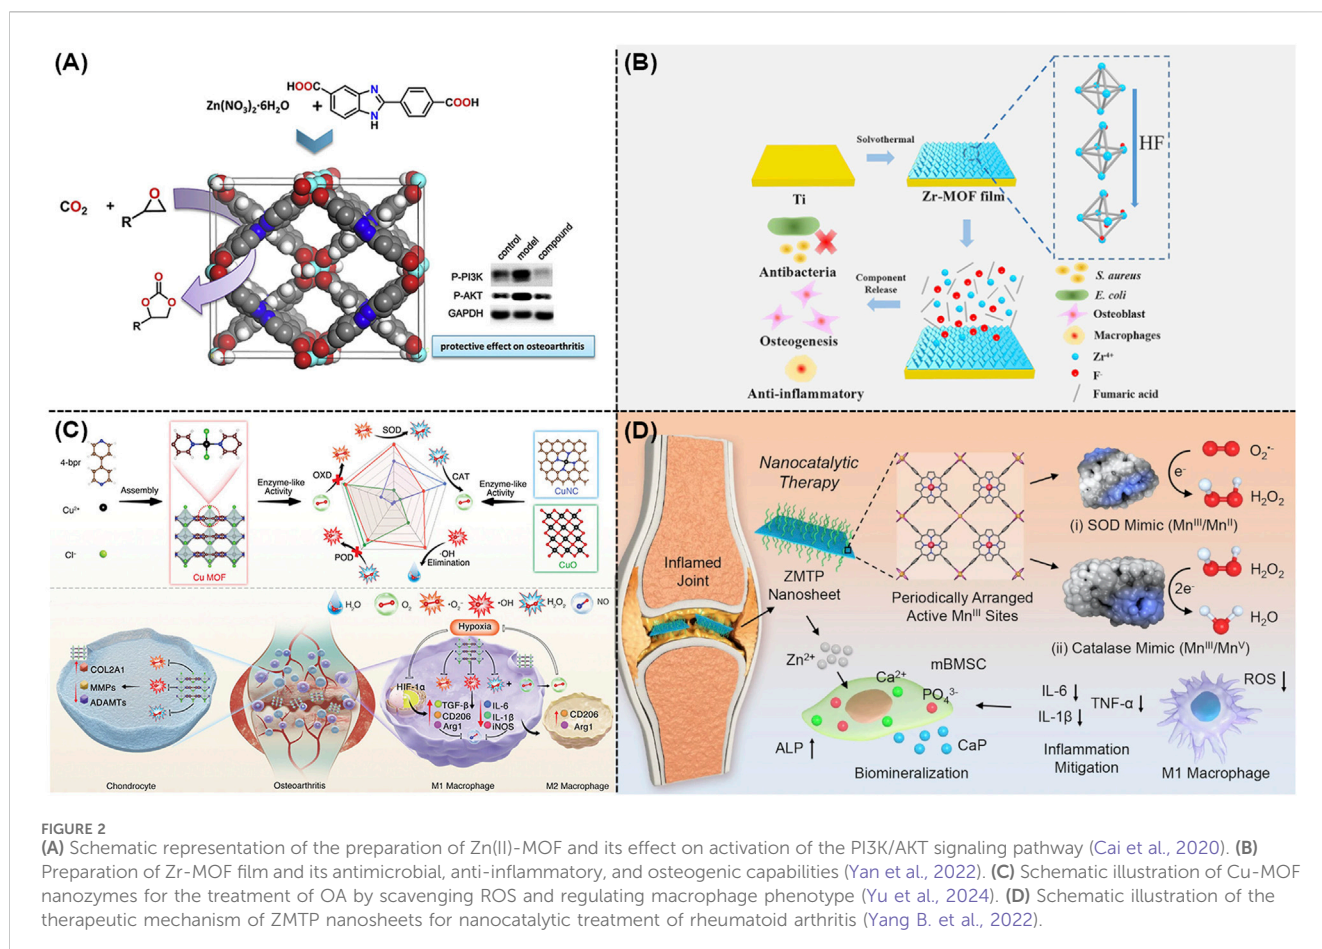 (A)
HOOC
Zn(NO₃)₂·6H₂O
+
N
N
H
COOH
CO₂ + O
R
O
O O
R
control
model
compound
P-PI3K
P-AKT
GAPDH
protective effect on osteoarthritis
(B)
Solvothermal
Ti
Zr-MOF film
HF
Antibacteria
Component
Release
Osteogenesis
Anti-inflammatory
S. aureus
E. coli
Osteoblast
Macrophages
Zr⁴⁺
F⁻
Fumaric acid
(C)
4-bpr
Cu²⁺
Cl⁻
Assembly
Cu MOF
Enzyme-like
Activity
SOD
OXD
CAT
POD
·OH
Elimination
Enzyme-like
Activity
CuNC
CuO
H₂O
O₂
·O₂⁻
·OH
H₂O₂
NO
Hypoxia
COL2A1
MMPs
ADAMTs
HIF-1α
TGF-β
CD206
Arg1
IL-6
IL-1β
iNOS
CD206
Arg1
Chondrocyte
Osteoarthritis
M1 Macrophage
M2 Macrophage
(D)
Nanocatalytic
Therapy
Inflamed
Joint
ZMTP
Nanosheet
Periodically Arranged
Active Mnᴵᴵᴵ Sites
O₂•⁻
e⁻
H₂O₂
(i) SOD Mimic (Mnᴵᴵᴵ/Mnᴵᴵ)
H₂O₂
2e⁻
H₂O
(ii) Catalase Mimic (Mnᴵᴵᴵ/Mnⱽ)
Zn²⁺
Ca²⁺
mBMSC
PO₄³⁻
ALP
CaP
Biomineralization
IL-6
IL-1β
TNF-α
Inflammation
Mitigation
ROS
M1 Macrophage
FIGURE 2
(A) Schematic representation of the preparation of Zn(II)-MOF and its effect on activation of the PI3K/AKT signaling pathway (Cai et al., 2020). (B)
Preparation of Zr-MOF film and its antimicrobial, anti-inflammatory, and osteogenic capabilities (Yan et al., 2022). (C) Schematic illustration of Cu-MOF
nanozymes for the treatment of OA by scavenging ROS and regulating macrophage phenotype (Yu et al., 2024). (D) Schematic illustration of the
therapeutic mechanism of ZMTP nanosheets for nanocatalytic treatment of rheumatoid arthritis (Yang B. et al., 2022).